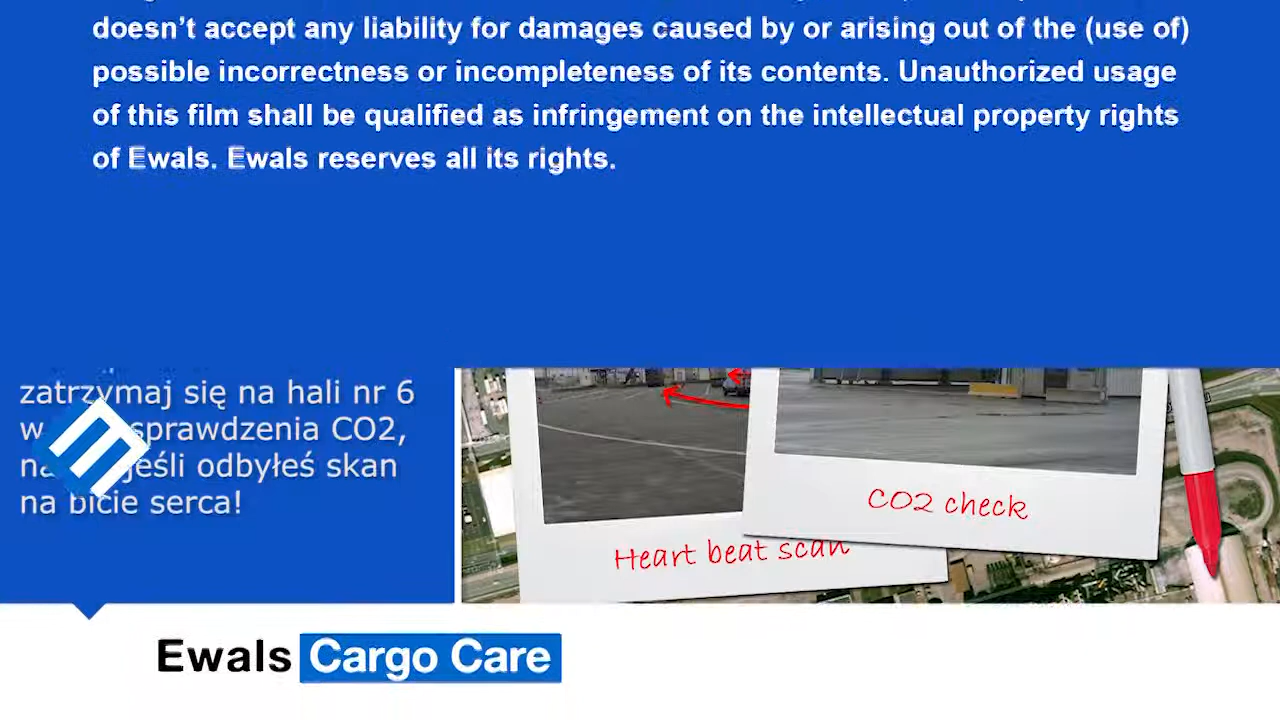 doesn't accept any liability for damages caused by or arising out of the (use of)
possible incorrectness or incompleteness of its contents. Unauthorized usage
of this film shall be qualified as infringement on the intellectual property rights
of Ewals. Ewals reserves all its rights.
zatrzymaj się na hali nr 6
w sprawdzenia CO2,
jeśli odbyłeś skan
na bicie serca!
CO2 check
Heart beat scan
Ewals Cargo Care